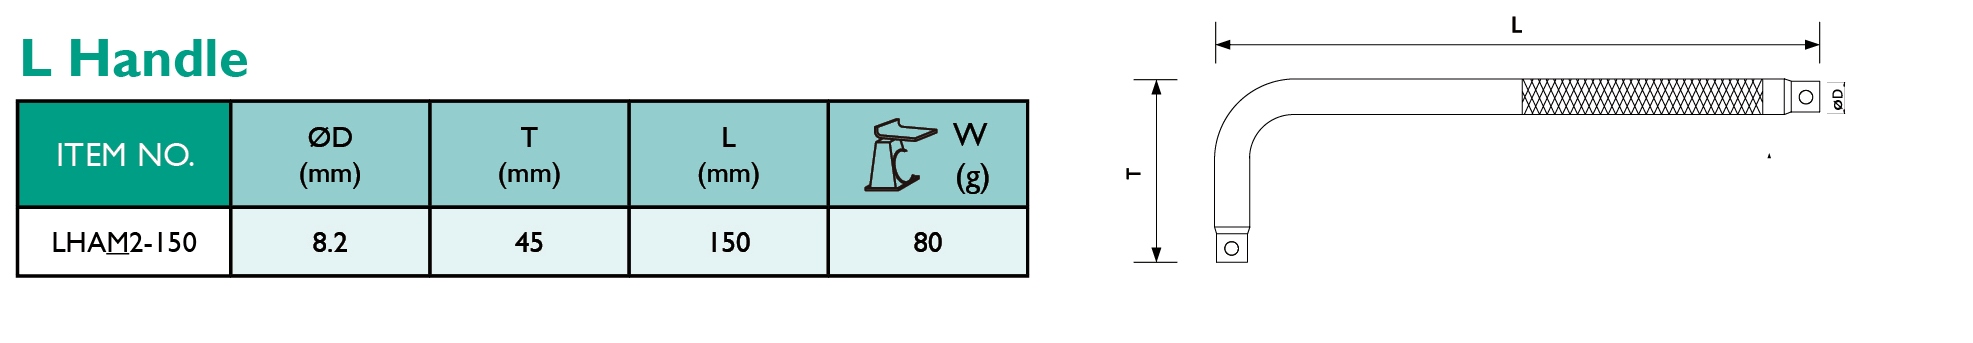 L Handle
ITEM NO. ØD (mm) T (mm) L (mm) W (g)
LHAM2-150 8.2 45 150 80
L
T
øD